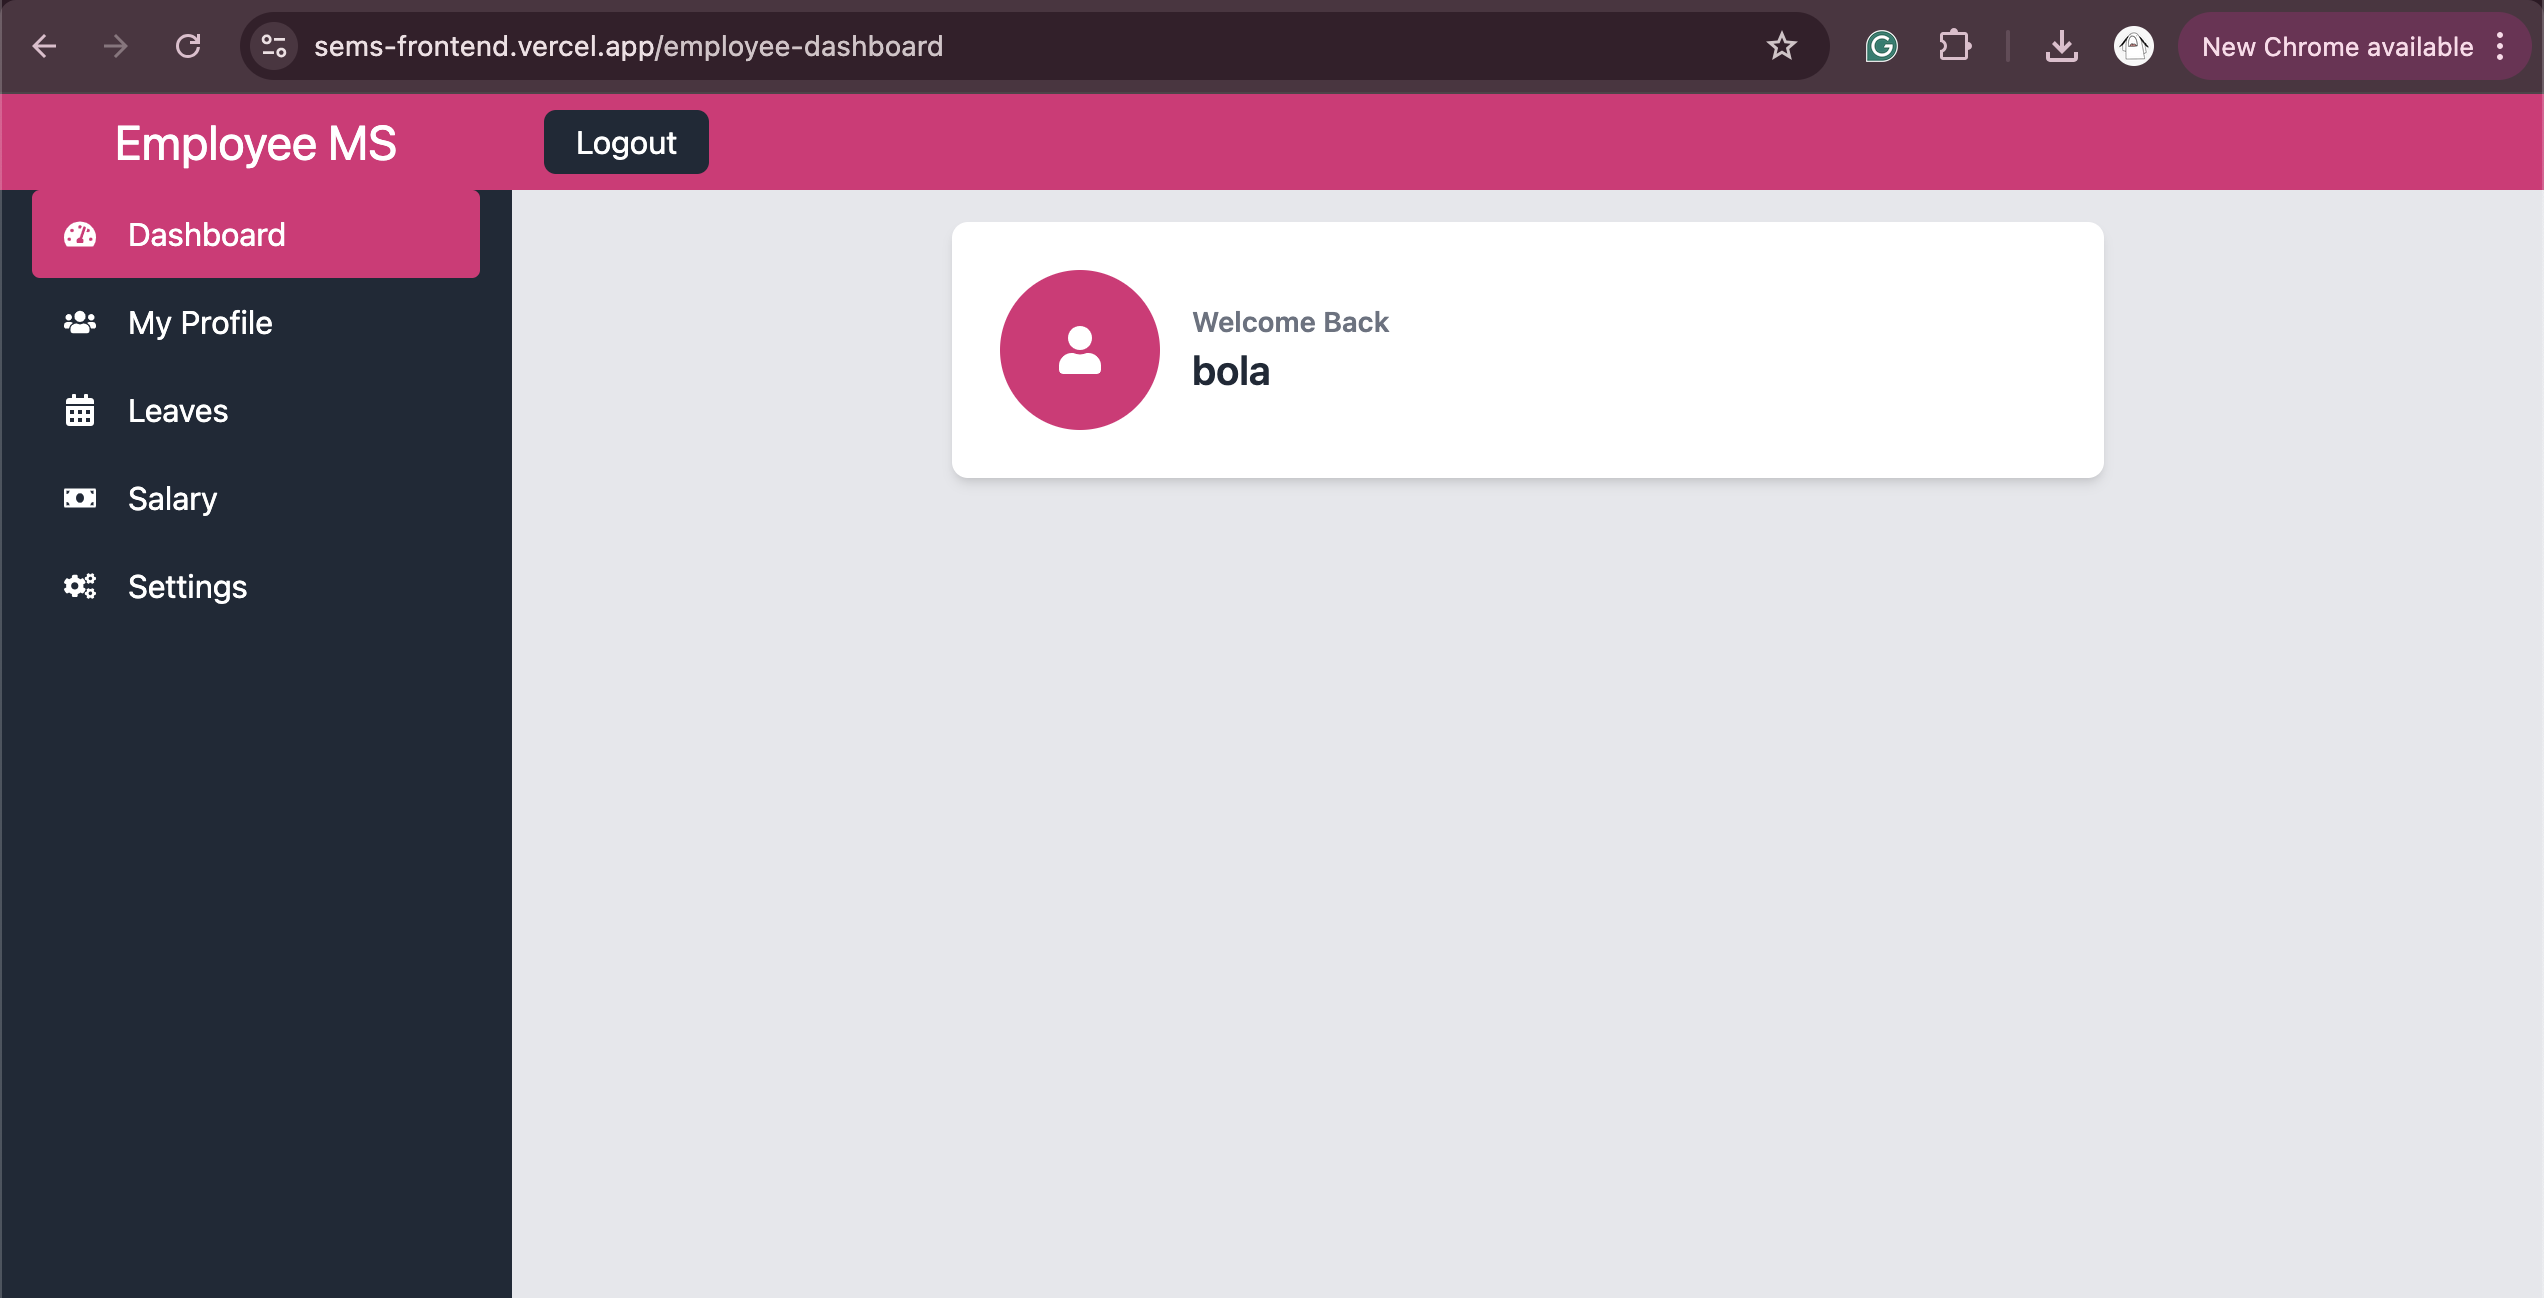 sems-frontend.vercel.app/employee-dashboard
New Chrome available
Employee MS
Logout
Dashboard
My Profile
Leaves
Salary
Settings
Welcome Back
bola